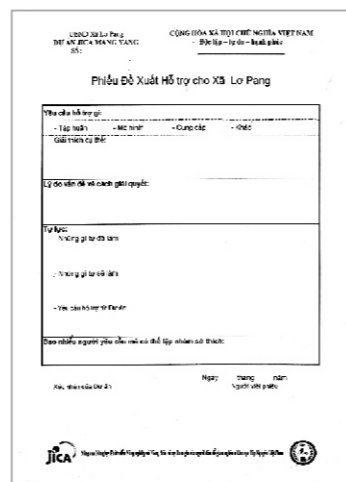 UBND Xã Lơ Pang CỘNG HÒA XÃ HỘI CHỦ NGHĨA VIỆT NAM
DỰ ÁN JICA MANG YANG Độc lập – tự do – hạnh phúc
Số:
Phiếu Đề Xuất Hỗ trợ cho Xã Lơ Pang
Yêu cầu hỗ trợ gì:
- Tập huấn - Mô hình - Cung cấp - Khác
Giải thích cụ thể:
Lý do vấn đề và cách giải quyết:
Tự lực:
- Những gì tự đã làm
- Những gì tự sẽ làm
- Yêu cầu hỗ trợ từ Dự án
Bao nhiêu người yêu cầu mà có thể lập nhóm sở thích:
Ngày tháng năm
Xác nhận của Dự án Người viết phiếu
JICA